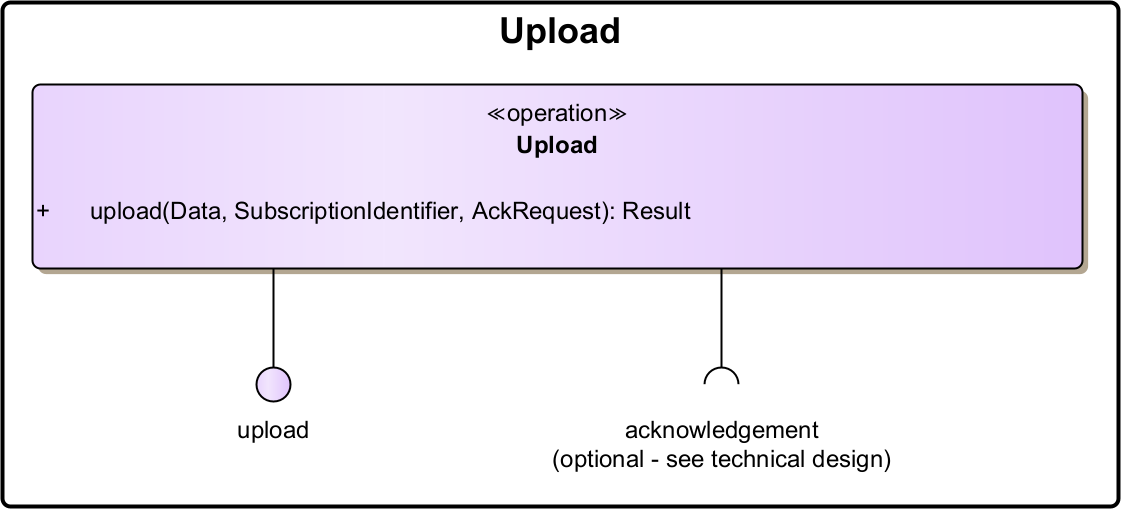 Upload
≪operation≫
Upload
+ upload(Data, SubscriptionIdentifier, AckRequest): Result
upload
acknowledgement
(optional - see technical design)